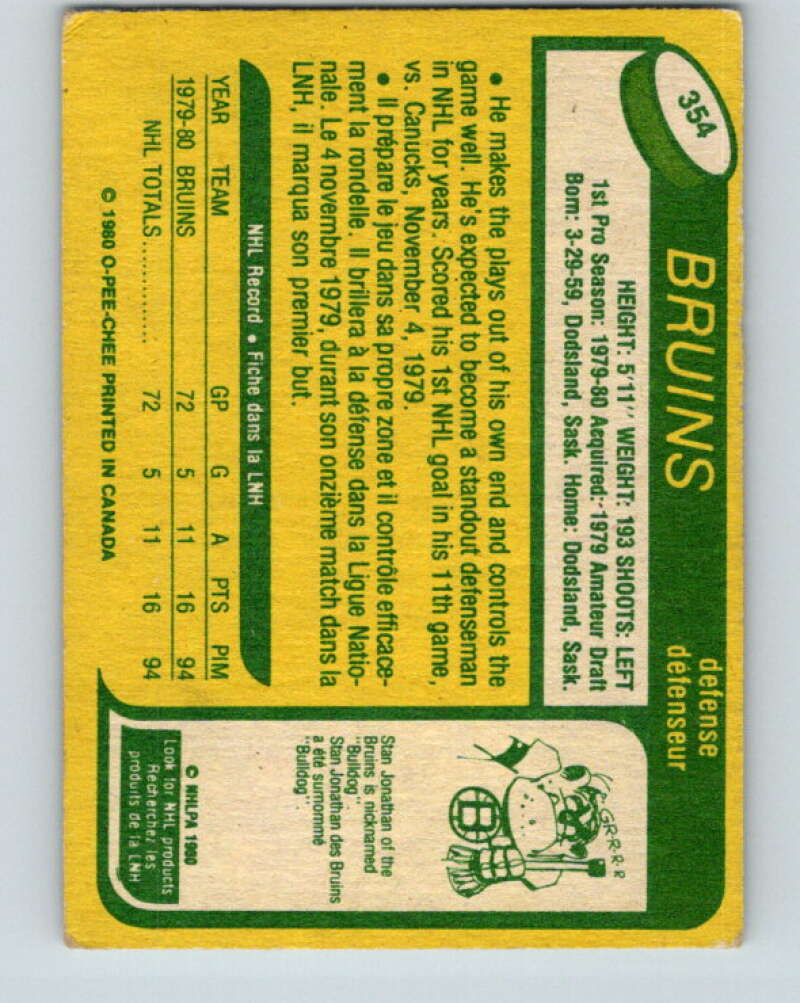 354
BRUINS
defense
défenseur
HEIGHT: 5'11" WEIGHT: 193 SHOOTS: LEFT
1st Pro Season: 1979-80 Acquired: 1979 Amateur Draft
Born: 3-29-59, Dodsland, Sask. Home: Dodsland, Sask.
• He makes the plays out of his own end and controls the
game well. He's expected to become a standout defenseman
in NHL for years. Scored his 1st NHL goal in his 11th game,
vs. Canucks, November 4, 1979.
• Il prépare le jeu dans sa propre zone et il contrôle efficace-
ment la rondelle. Il brillera à la défense dans la Ligue Natio-
nale. Le 4 novembre 1979, durant son onzième match dans la
LNH, il marqua son premier but.
NHL Record • Fiche dans la LNH
YEAR TEAM GP G A PTS PIM
1979-80 BRUINS 72 5 11 16 94
NHL TOTALS.............. 72 5 11 16 94
© 1980 O-PEE-CHEE PRINTED IN CANADA
GR-R-R-R
Stan Jonathan of the
Bruins is nicknamed
"Bulldog"
Stan Jonathan des Bruins
a été surnommé
"Bulldog"
© NHLPA 1980
Look for NHL products
Recherchez les
produits de la LNH